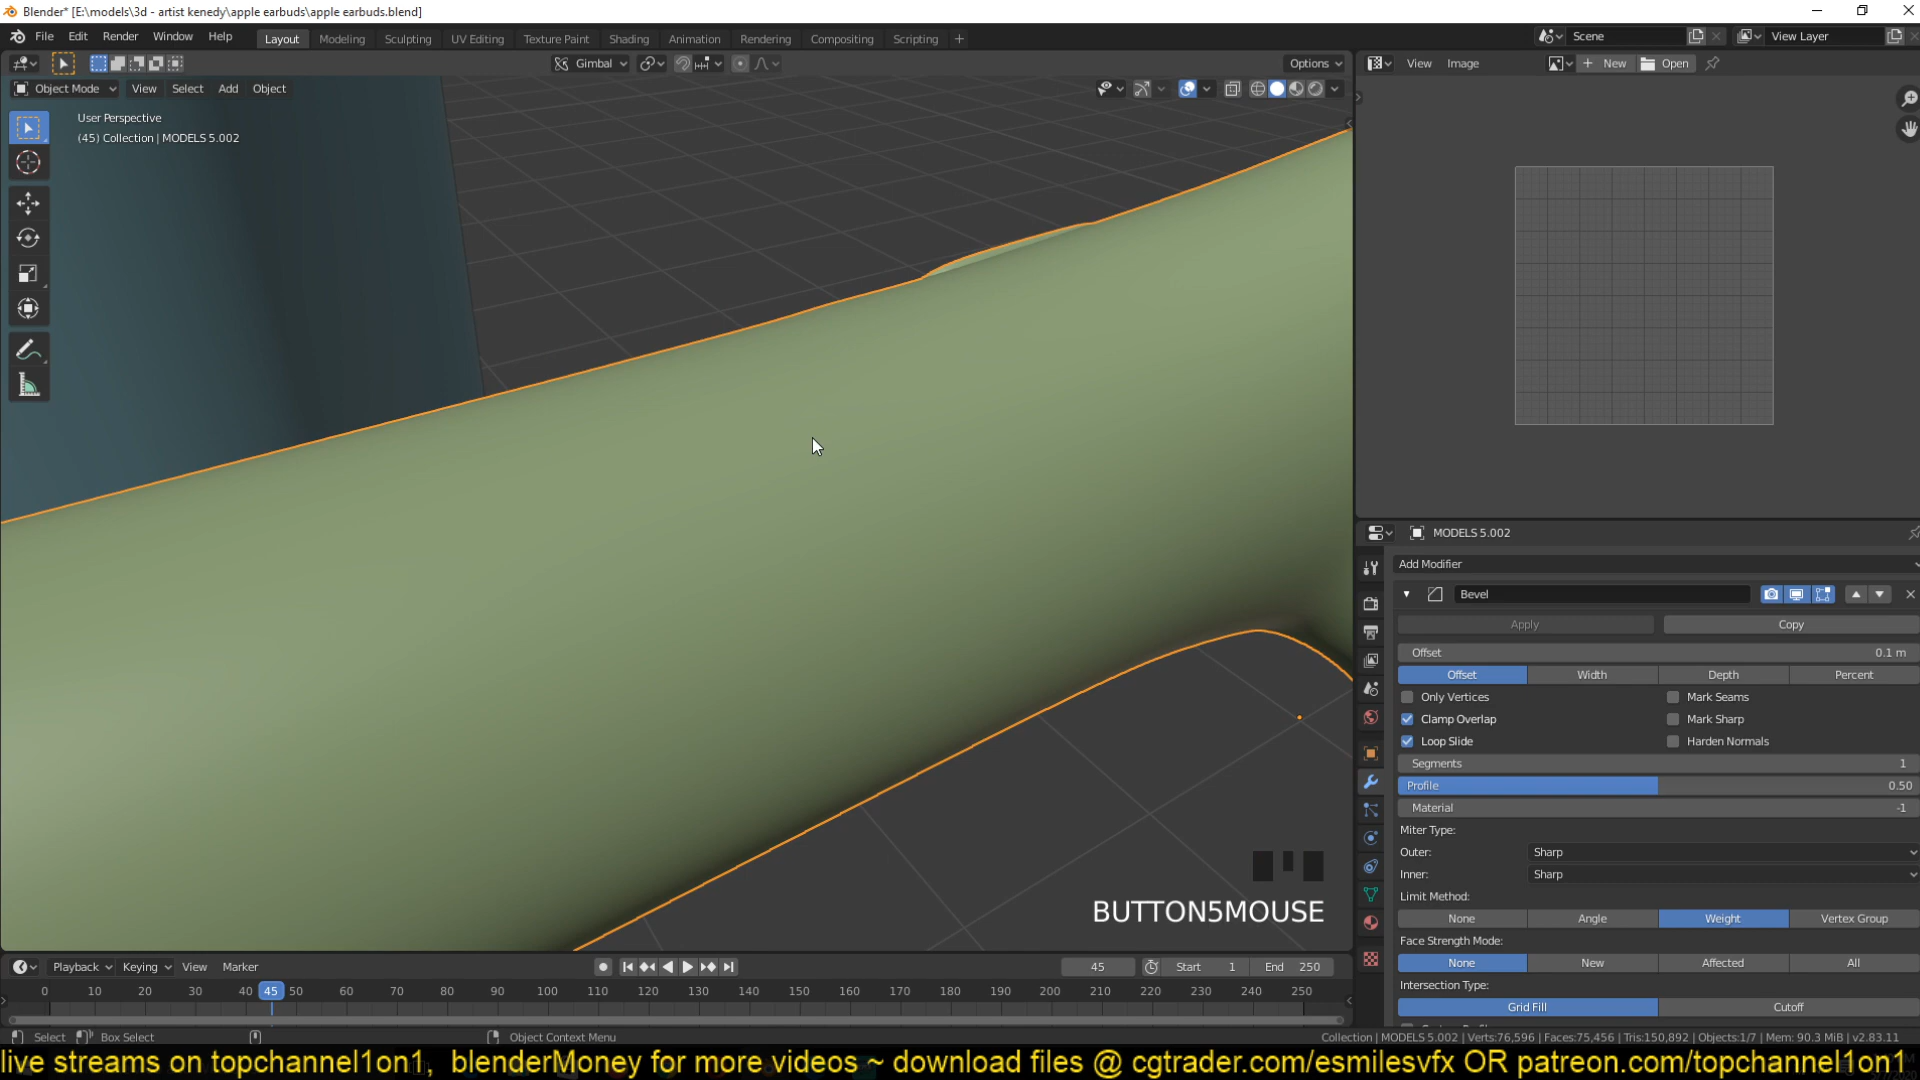 Blender* [E:\models\3d - artist kenedy\apple earbuds\apple earbuds.blend]
File Edit Render Window Help Layout Modeling Sculpting UV Editing Texture Paint Shading Animation Rendering Compositing Scripting + Scene View Layer
Gimbal Options View Image + New Open
Object Mode View Select Add Object
User Perspective
(45) Collection | MODELS 5.002
MODELS 5.002
Add Modifier
Bevel
Apply Copy
Offset 0.1 m
Offset Width Depth Percent
Only Vertices Mark Seams
Clamp Overlap Mark Sharp
Loop Slide Harden Normals
Segments 1
Profile 0.50
Material -1
Miter Type:
Outer: Sharp
Inner: Sharp
Limit Method:
None Angle Weight Vertex Group
Face Strength Mode:
None New Affected All
Intersection Type:
Grid Fill Cutoff
BUTTON5MOUSE
Playback Keying View Marker 45 Start 1 End 250
0 10 20 30 40 45 50 60 70 80 90 100 110 120 130 140 150 160 170 180 190 200 210 220 230 240 250
Select Box Select Object Context Menu Collection | MODELS 5.002 | Verts:76,596 | Faces:75,456 | Tris:150,892 | Objects:1/7 | Mem: 90.3 MiB | v2.83.11
live streams on topchannel1on1, blenderMoney for more videos ~ download files @ cgtrader.com/esmilesvfx OR patreon.com/topchannel1on1